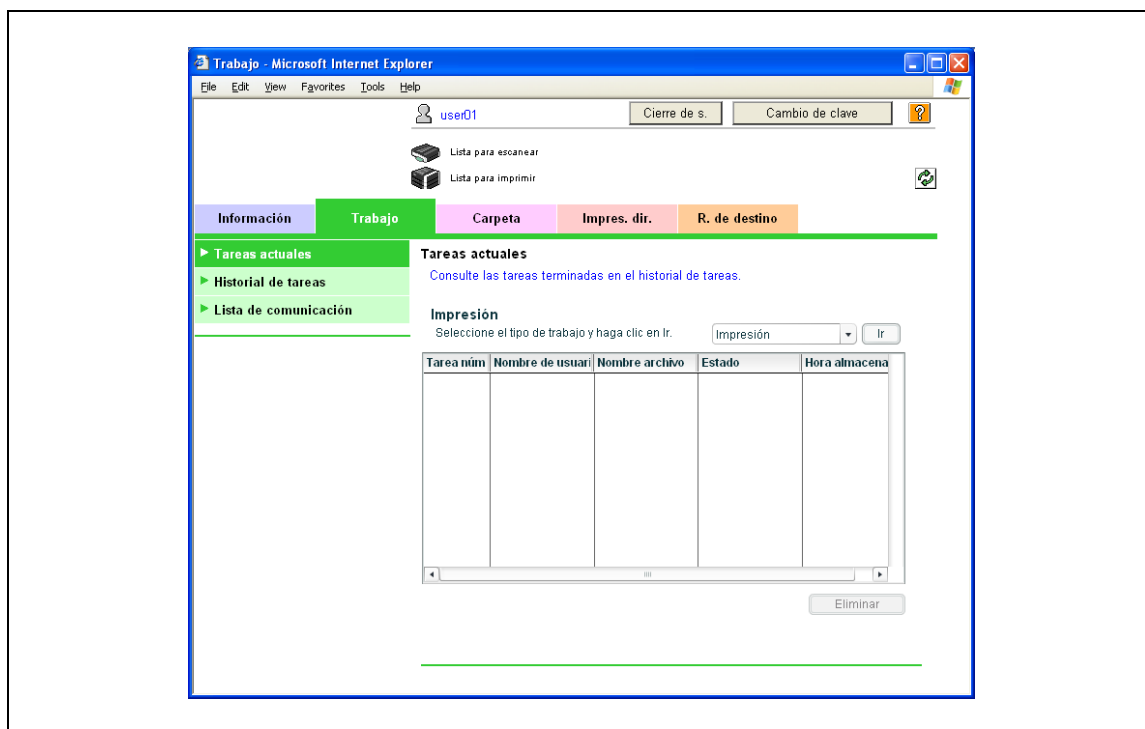 Trabajo - Microsoft Internet Explorer
File Edit View Favorites Tools Help
user01 Cierre de s. Cambio de clave ?
Lista para escanear
Lista para imprimir
Información Trabajo Carpeta Impres. dir. R. de destino
Tareas actuales
Historial de tareas
Lista de comunicación
Tareas actuales
Consulte las tareas terminadas en el historial de tareas.
Impresión
Seleccione el tipo de trabajo y haga clic en Ir. Impresión Ir
Tarea núm Nombre de usuari Nombre archivo Estado Hora almacena
Eliminar